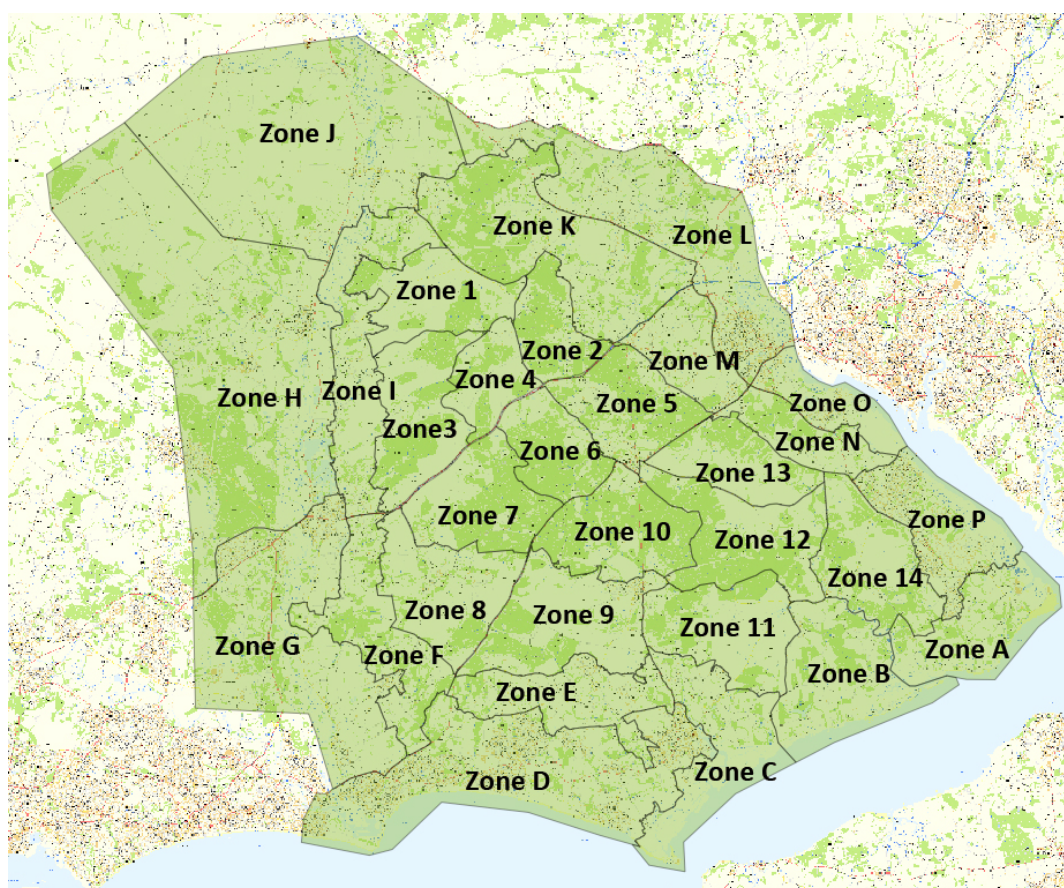 Zone J
Zone K
Zone L
Zone 1
Zone 2
Zone M
Zone 4
Zone H
Zone I
Zone 5
Zone O
Zone3
Zone N
Zone 6
Zone 13
Zone 7
Zone P
Zone 10
Zone 12
Zone 14
Zone 8
Zone 9
Zone 11
Zone G
Zone F
Zone A
Zone B
Zone E
Zone D
Zone C